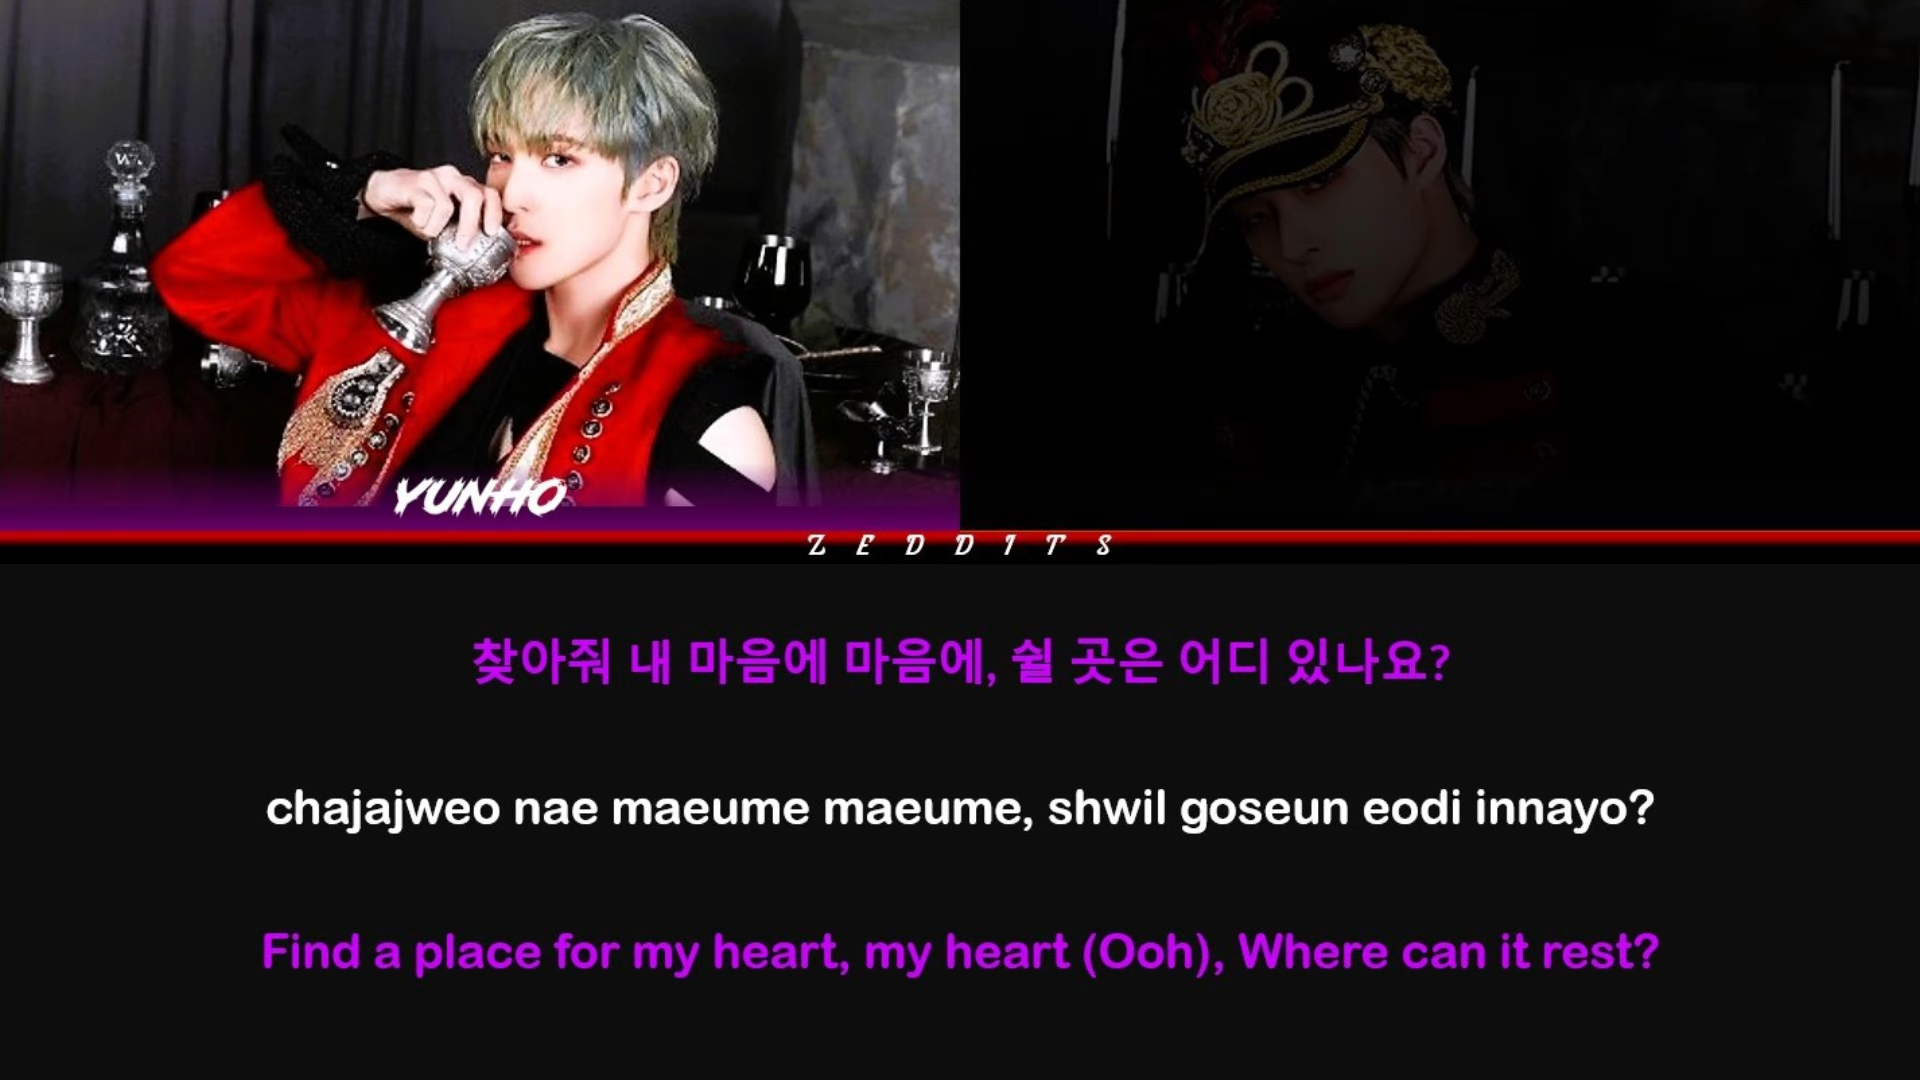 YUNHO
ZEDDITS
찾아줘 내 마음에 마음에, 쉴 곳은 어디 있나요?
chajajweo nae maeume maeume, shwil goseun eodi innayo?
Find a place for my heart, my heart (Ooh), Where can it rest?